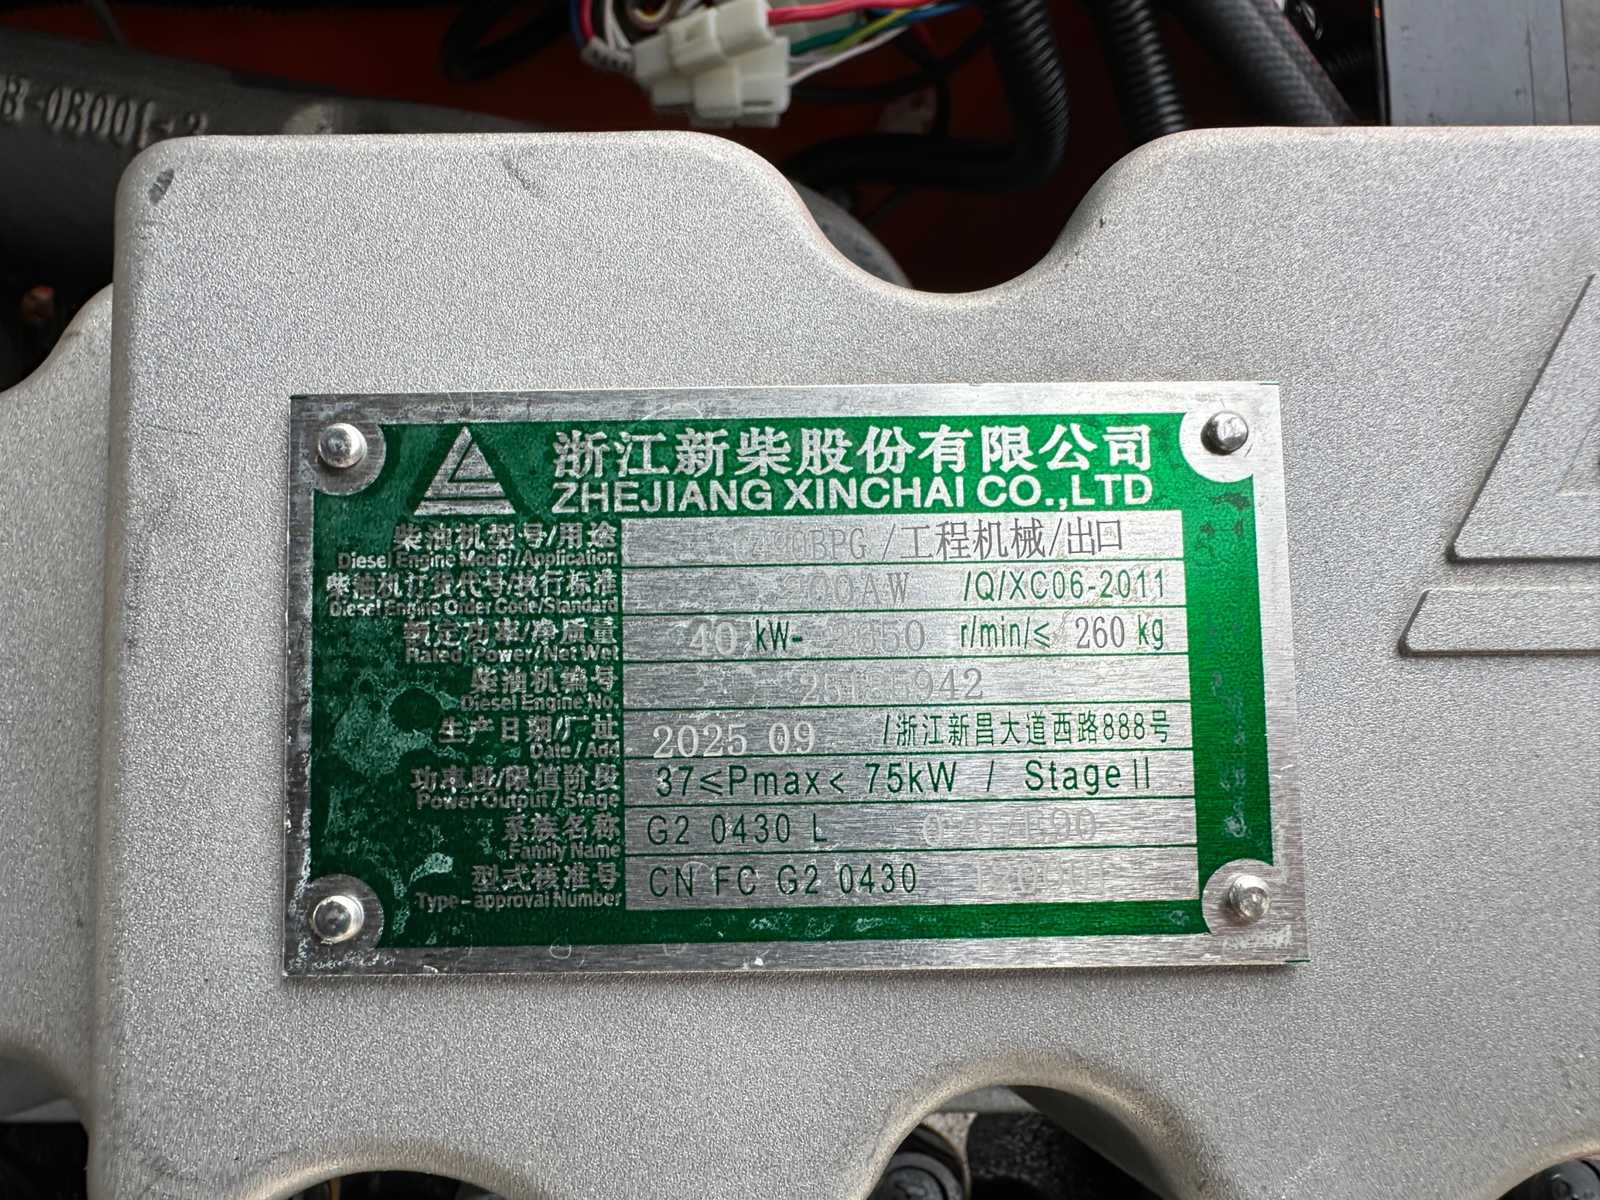 浙江新柴股份有限公司
ZHEJIANG XINCHAI CO.,LTD
柴油机型号/用途 /工程机械/出口
Diesel Engine Model/Application
柴油机订货代号/执行标准 /Q/XC06-2011
Diesel Engine Order Code/Standard
额定功率/净质量 40 kW- r/min/≤ 260 kg
Rated Power/Net Wet
柴油机编号
Diesel Engine No.
生产日期/厂址 2025 09 /浙江新昌大道西路888号
Date/Add
功率段/限值阶段 37≤Pmax< 75kW / Stage II
Power Output/Stage
系族名称 G2 0430 L
Family Name
型式核准号 CN FC G2 0430
Type-approval Number